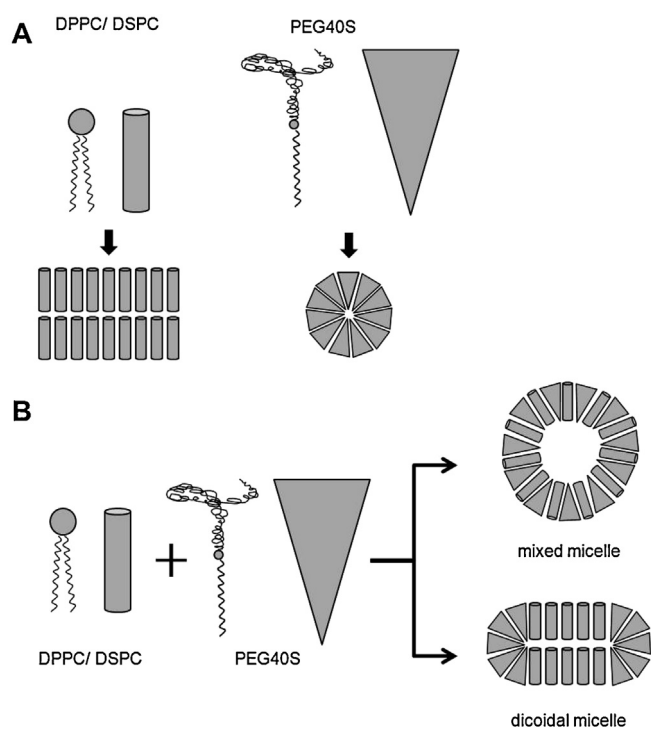 A
DPPC/ DSPC
PEG40S
B
mixed micelle
DPPC/ DSPC
PEG40S
dicoidal micelle